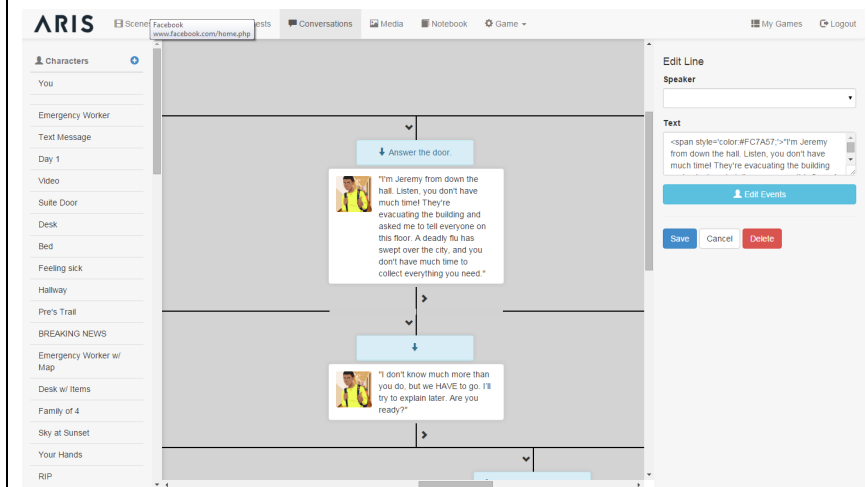 ARIS
Scene
ests
Conversations
Media
Notebook
Game
My Games
Logout
Facebook
www.facebook.com/home.php
Characters
You
Emergency Worker
Text Message
Day 1
Video
Suite Door
Desk
Bed
Feeling sick
Hallway
Pre's Trail
BREAKING NEWS
Emergency Worker w/
Map
Desk w/ Items
Family of 4
Sky at Sunset
Your Hands
RIP
Answer the door.
"I'm Jeremy from down the
hall. Listen, you don't have
much time! They're
evacuating the building and
asked me to tell everyone on
this floor. A deadly flu has
swept over the city, and you
don't have much time to
collect everything you need."
"I don't know much more than
you do, but we HAVE to go. I'll
try to explain later. Are you
ready?"
Edit Line
Speaker
Text
<span style='color:#FC7A57;'>"I'm Jeremy
from down the hall. Listen, you don't have
much time! They're evacuating the building
Edit Events
Save
Cancel
Delete